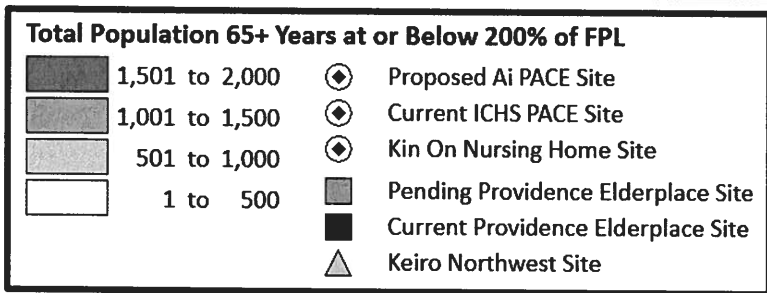 Total Population 65+ Years at or Below 200% of FPL
1,501 to 2,000 Proposed Ai PACE Site
1,001 to 1,500 Current ICHS PACE Site
501 to 1,000 Kin On Nursing Home Site
1 to 500 Pending Providence Elderplace Site
Current Providence Elderplace Site
Keiro Northwest Site